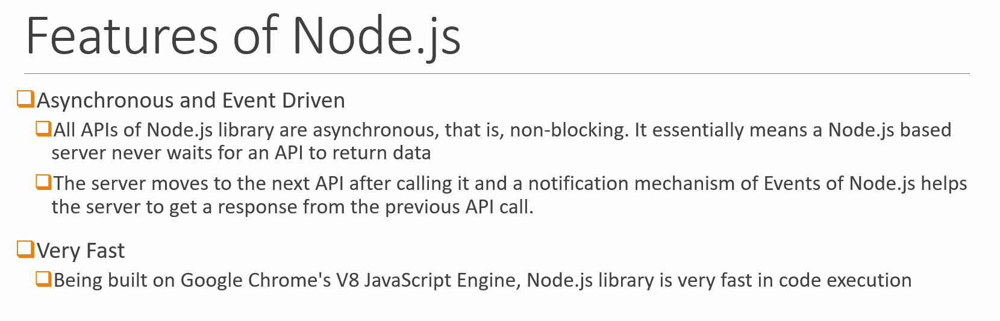 Features of Node.js
Asynchronous and Event Driven
All APIs of Node.js library are asynchronous, that is, non-blocking. It essentially means a Node.js based
server never waits for an API to return data
The server moves to the next API after calling it and a notification mechanism of Events of Node.js helps
the server to get a response from the previous API call.
Very Fast
Being built on Google Chrome's V8 JavaScript Engine, Node.js library is very fast in code execution